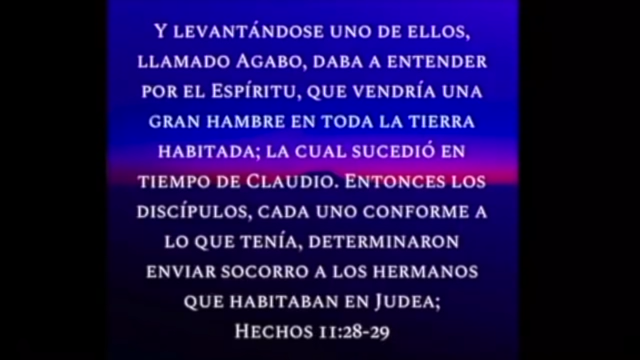 Y levantándose uno de ellos,
llamado Agabo, daba a entender
por el Espíritu, que vendría una
gran hambre en toda la tierra
habitada; la cual sucedió en
tiempo de Claudio. Entonces los
discípulos, cada uno conforme a
lo que tenía, determinaron
enviar socorro a los hermanos
que habitaban en Judea;
Hechos 11:28-29